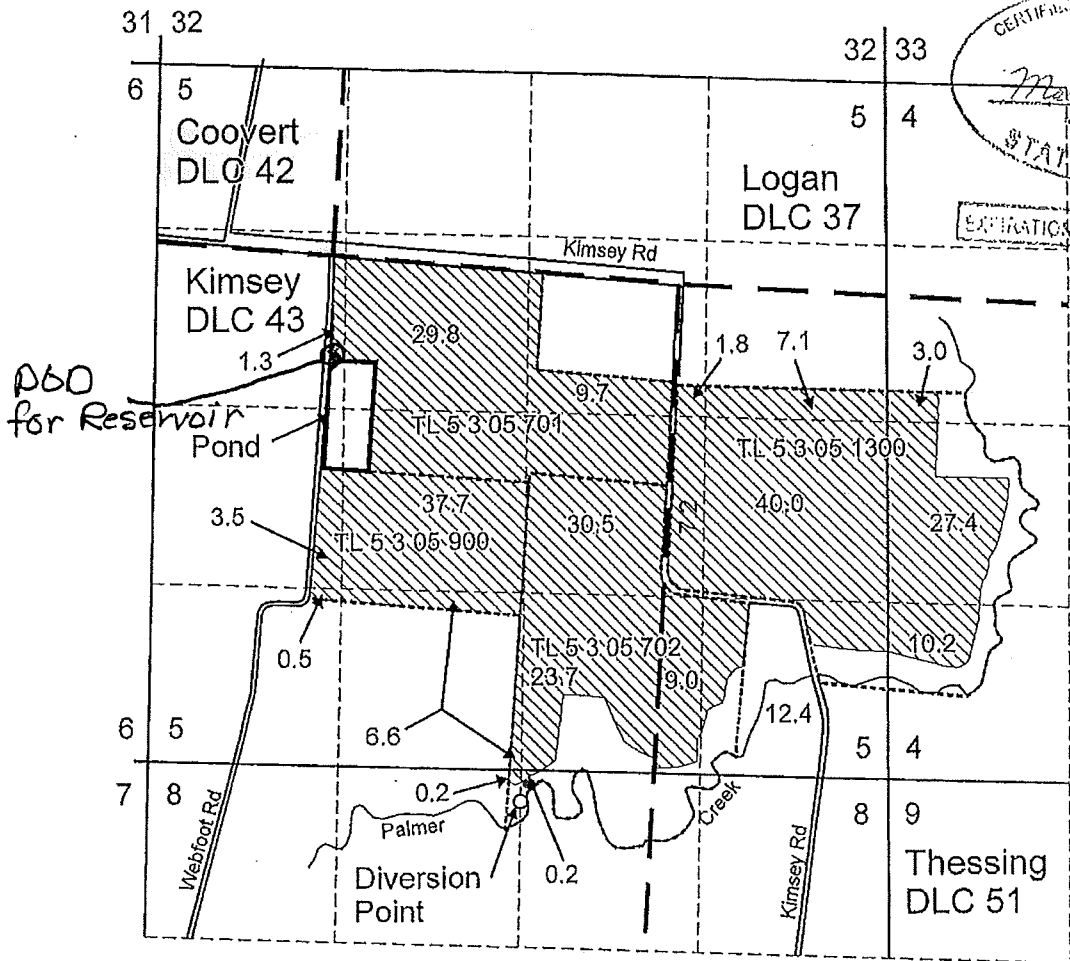 31 32
32 33
CERTIFI
STAT
EXPIRATION
6 5
5 4
Coovert
DLC 42
Logan
DLC 37
Kimsey Rd
Kimsey
DLC 43
29.8
1.3
1.8
7.1
3.0
POD
for Reservoir
Pond
9.7
TL 5 3 05 701
TL 5 3 05 1300
37.7
3.5
TL 5 3 05 900
30.5
7.2
40.0
27.4
0.5
TL 5 3 05 702
23.7
9.0
10.2
12.4
6 5
5 4
6.6
7 8
8 9
0.2
0.2
Palmer
Creek
Webfoot Rd
Kimsey Rd
Diversion
Point
Thessing
DLC 51